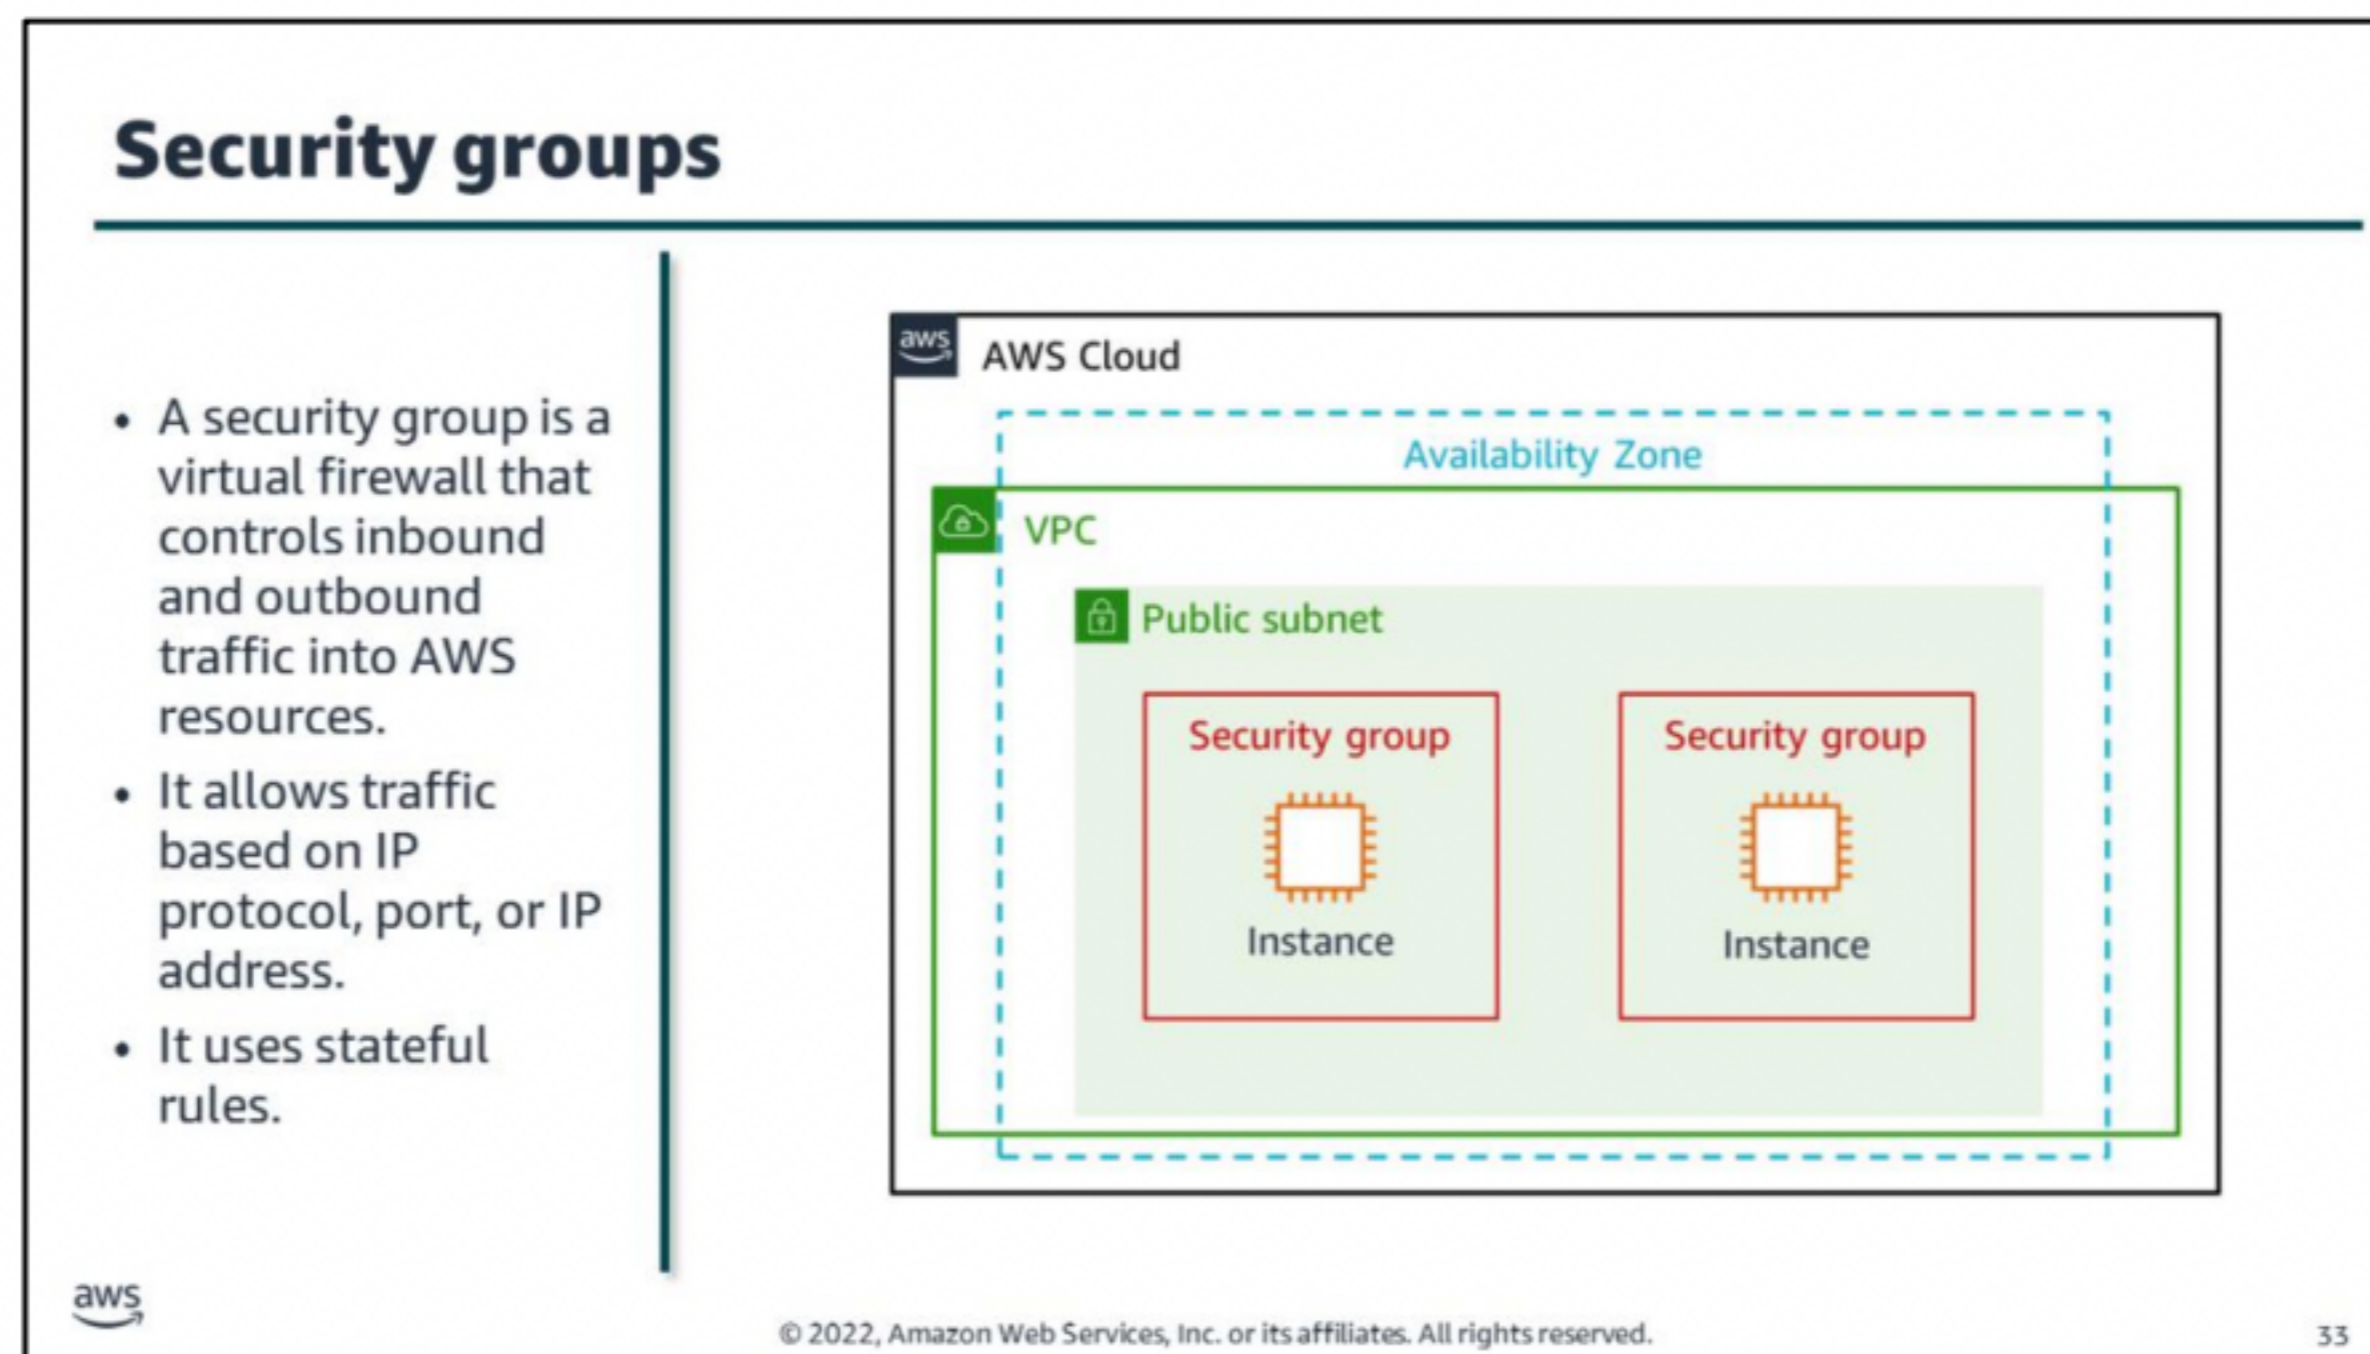 Security groups
• A security group is a
virtual firewall that
controls inbound
and outbound
traffic into AWS
resources.
• It allows traffic
based on IP
protocol, port, or IP
address.
• It uses stateful
rules.
aws
AWS Cloud
Availability Zone
VPC
Public subnet
Security group
Instance
Security group
Instance
aws
© 2022, Amazon Web Services, Inc. or its affiliates. All rights reserved.
33